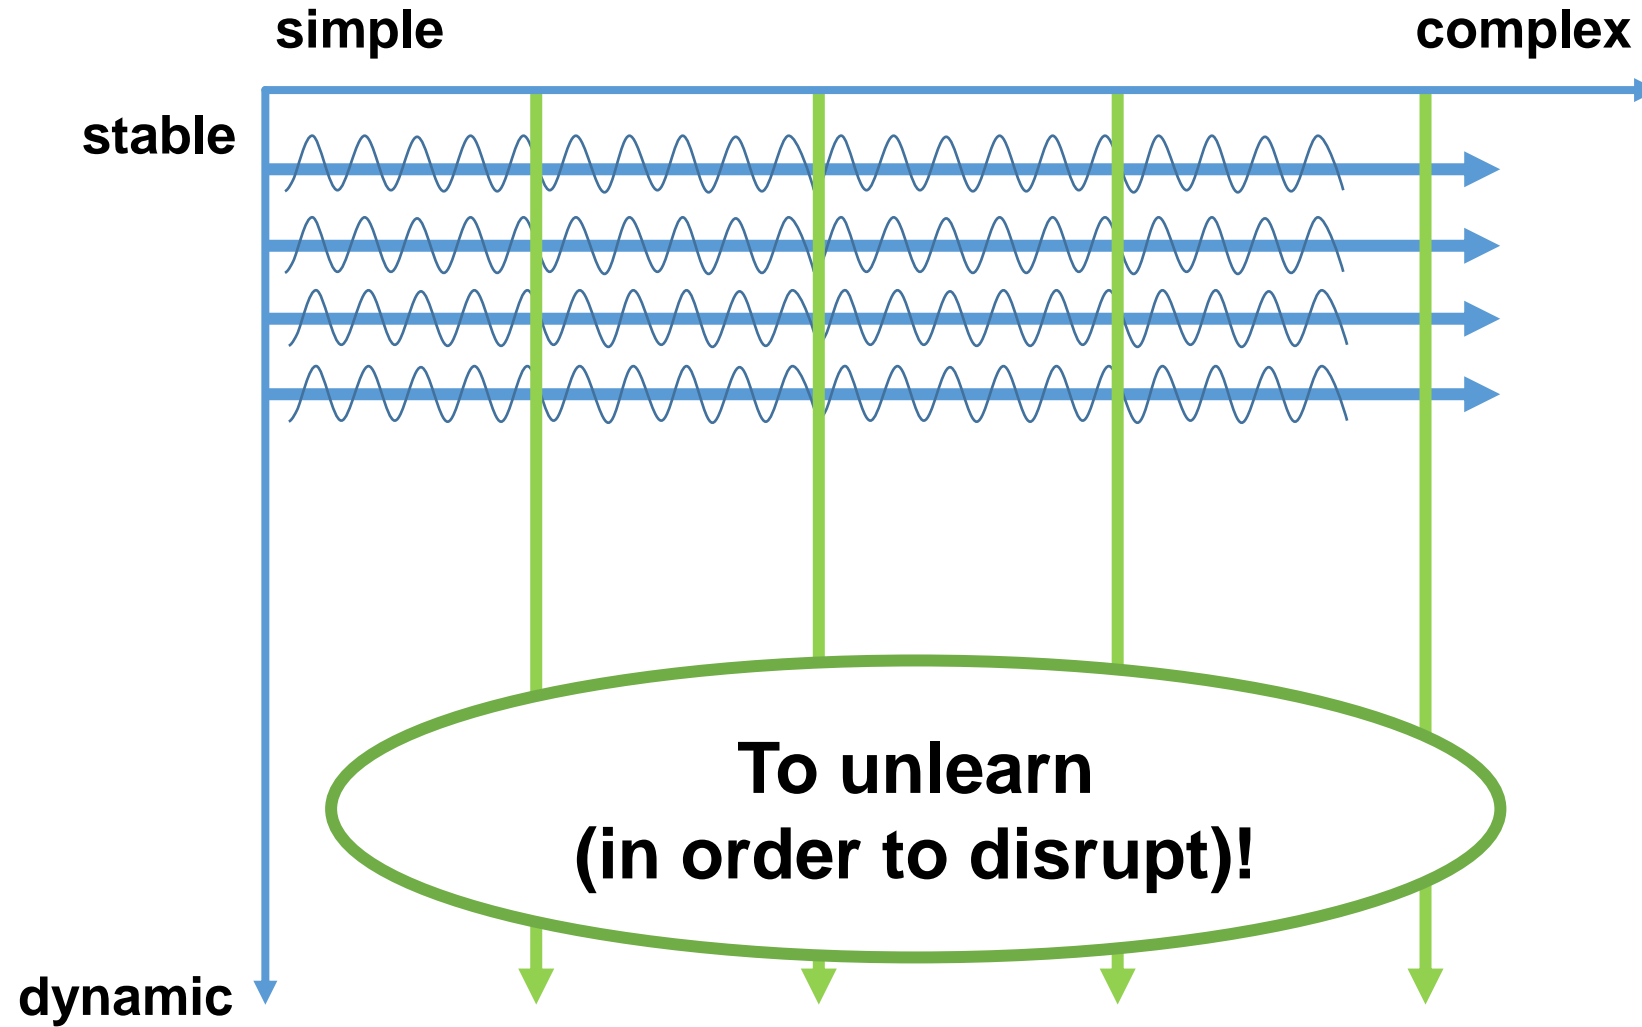 simple
complex
stable
To unlearn
(in order to disrupt)!
dynamic